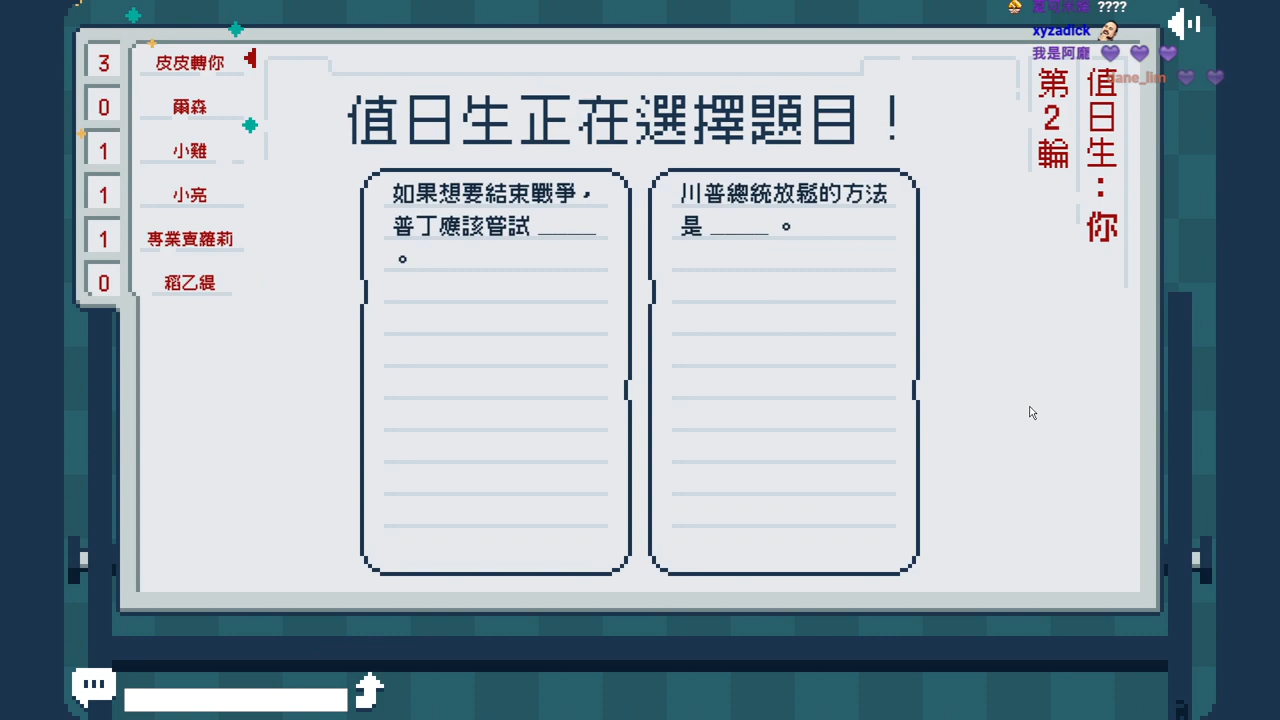 ????
xyzadick
我是阿龐
值日生：你
第2輪
3 皮皮轉你
0 爾森
1 小雞
1 小亮
1 專業賣蘿莉
0 稻乙緹
值日生正在選擇題目！
如果想要結束戰爭，
普丁應該嘗試 _____
。
川普總統放鬆的方法
是 _____ 。